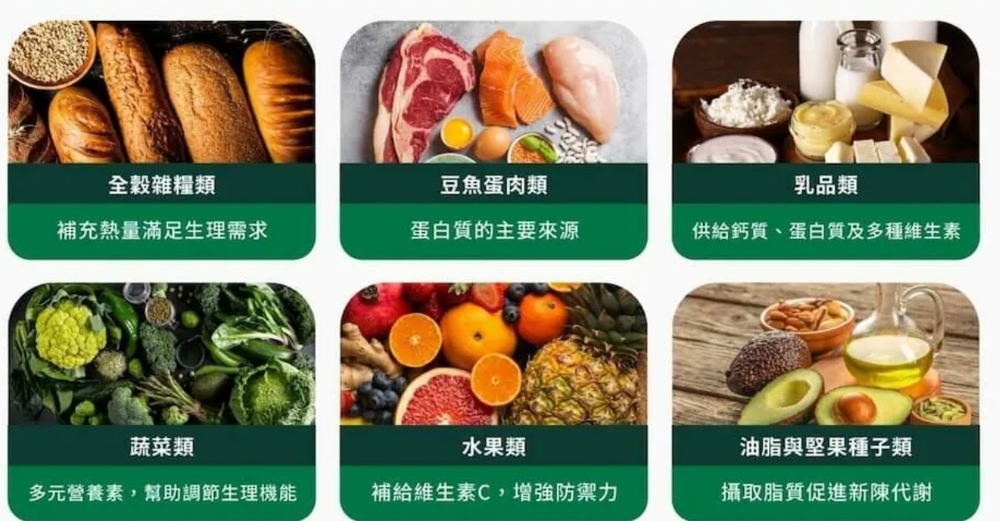 全穀雜糧類
補充熱量滿足生理需求
豆魚蛋肉類
蛋白質的主要來源
乳品類
供給鈣質、蛋白質及多種維生素
蔬菜類
多元營養素，幫助調節生理機能
水果類
補給維生素C，增強防禦力
油脂與堅果種子類
攝取脂質促進新陳代謝